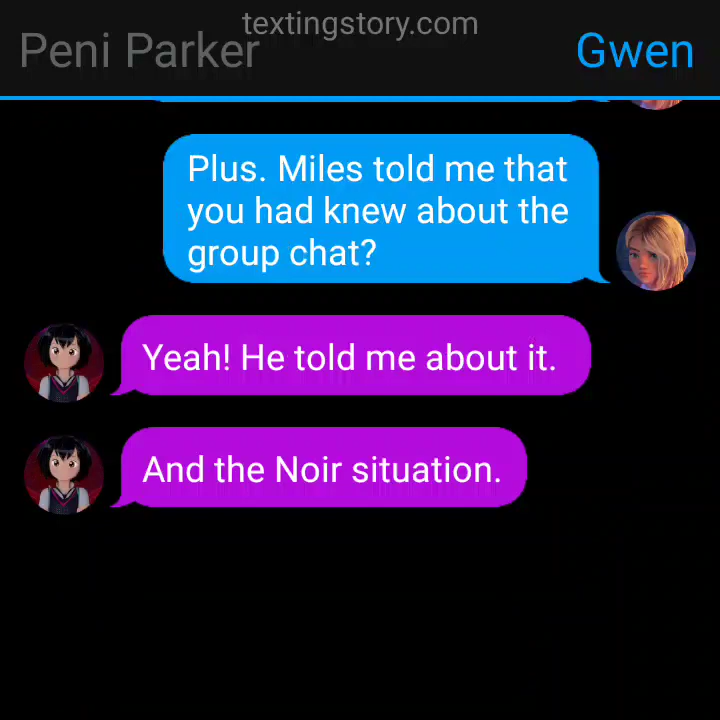 textingstory.com
Peni Parker
Gwen
Plus. Miles told me that
you had knew about the
group chat?
Yeah! He told me about it.
And the Noir situation.